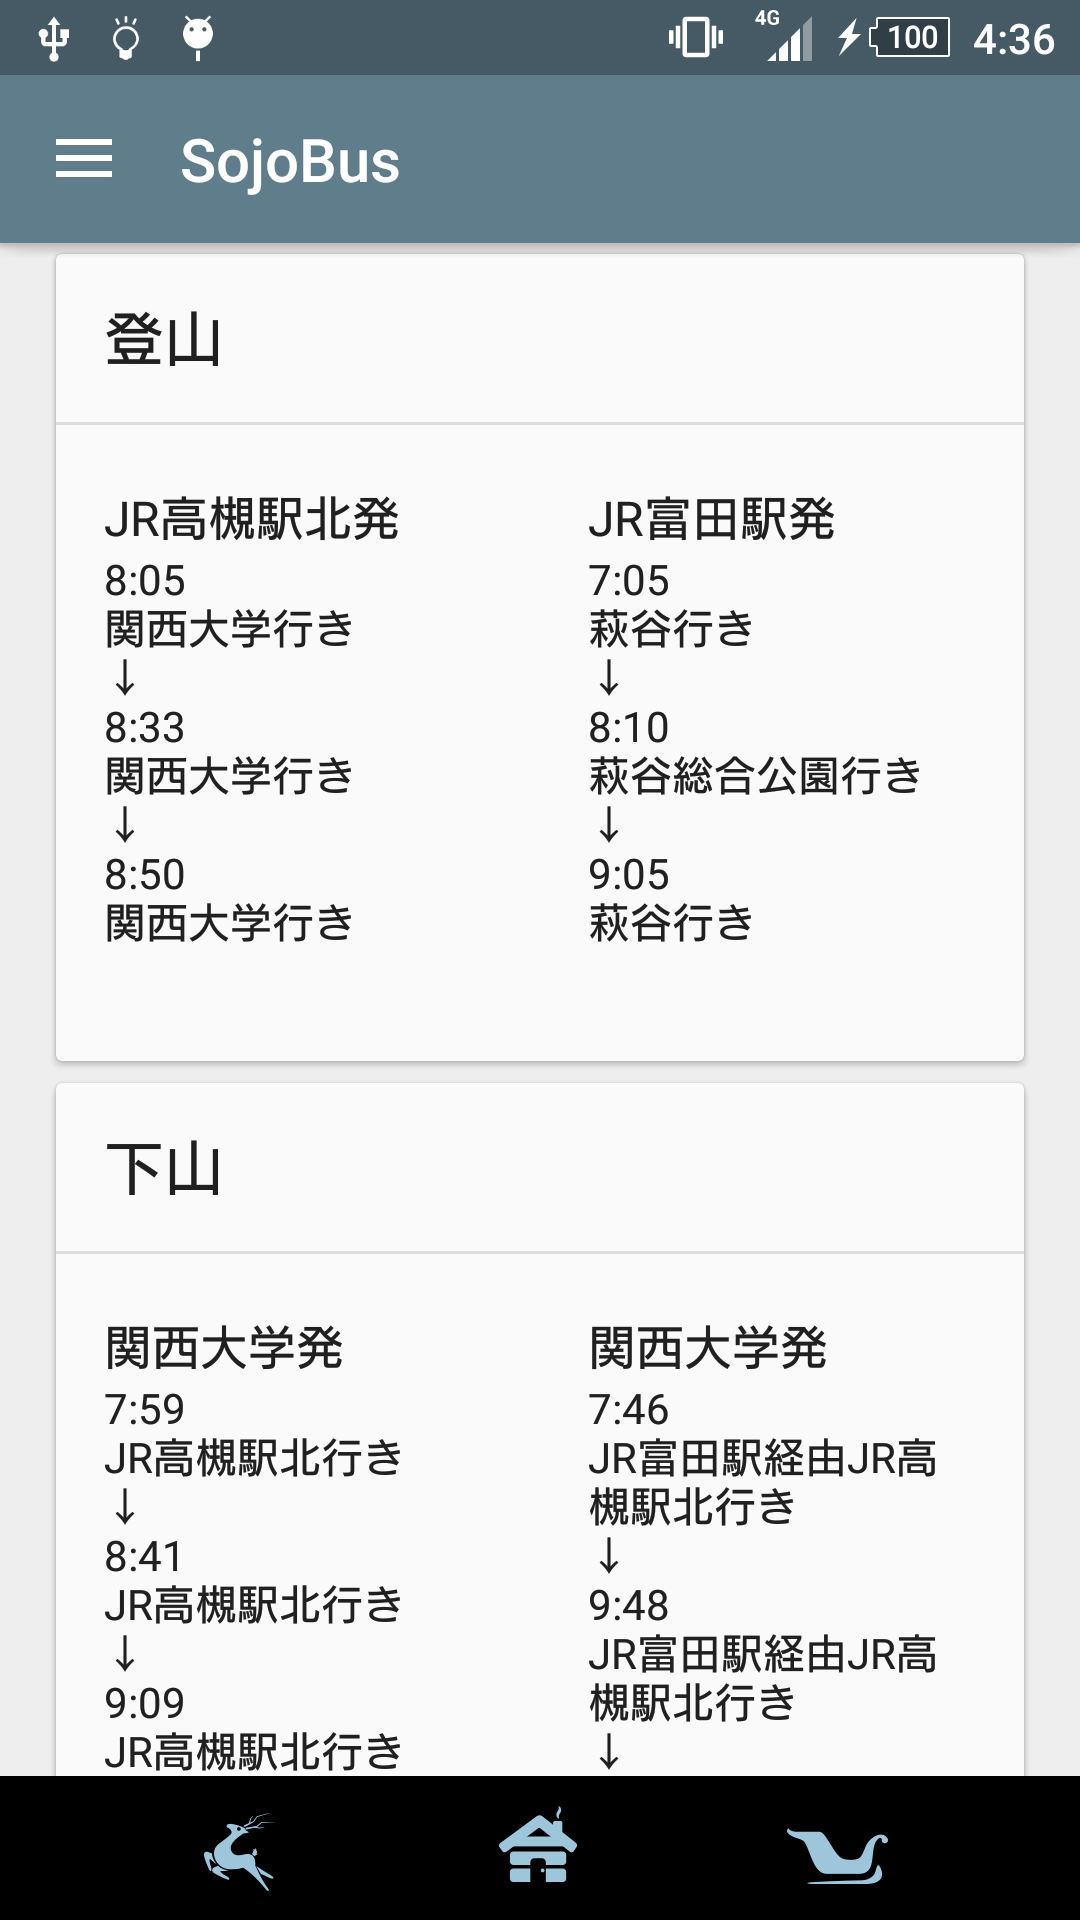 4G
100
4:36
SojoBus
登山
JR高槻駅北発
8:05
関西大学行き
↓
8:33
関西大学行き
↓
8:50
関西大学行き
JR富田駅発
7:05
萩谷行き
↓
8:10
萩谷総合公園行き
↓
9:05
萩谷行き
下山
関西大学発
7:59
JR高槻駅北行き
↓
8:41
JR高槻駅北行き
↓
9:09
JR高槻駅北行き
関西大学発
7:46
JR富田駅経由JR高
槻駅北行き
↓
9:48
JR富田駅経由JR高
槻駅北行き
↓